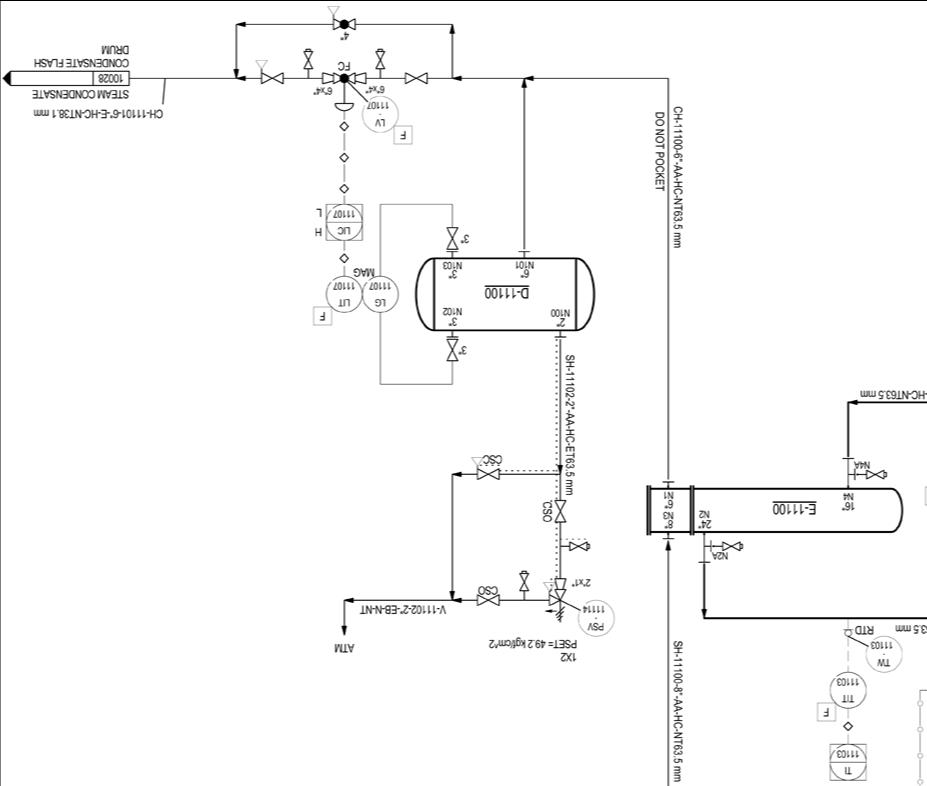 TI
11103
TIT
11103
F
TW
-
11103
RTD
3.5 mm
SH-11100-8"-AA-HC-NT63.5 mm
1X2
PSET= 49.2 kgf/cm^2
PSV
-
11114
ATM
2"x1"
V-11102-2"-EB-N-NT
CSO
N2A
CSO
CSC
24"
N2
8"
N3
E-11100
16"
N4
6"
N1
N4A
-HC-NT63.5 mm
SH-11102-2"-AA-HC-ET63.5 mm
3"
2"
N100
3"
N102
D-11100
6"
N101
3"
N103
3"
LG
11107
MAG
LIT
11107
F
LIC
11107
H
L
CH-11100-6"-AA-HC-NT63.5 mm
DO NOT POCKET
LV
-
11107
F
6"x4"
6"x4"
FC
4"
CH-11101-6"-E-HC-NT38.1 mm
STEAM CONDENSATE
10028
CONDENSATE FLASH
DRUM